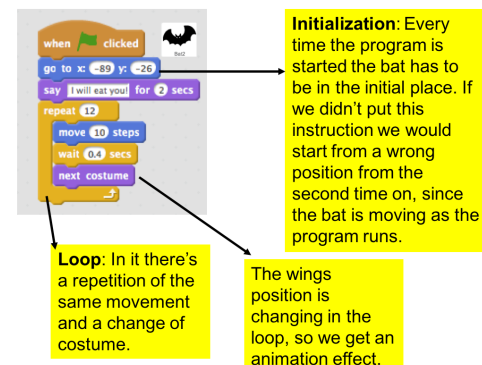 when clicked
Bat2
go to x: -89 y: -26
say I will eat you! for 2 secs
repeat 12
move 10 steps
wait 0.4 secs
next costume
Initialization: Every
time the program is
started the bat has to
be in the initial place. If
we didn't put this
instruction we would
start from a wrong
position from the
second time on, since
the bat is moving as the
program runs.
Loop: In it there's
a repetition of the
same movement
and a change of
costume.
The wings
position is
changing in the
loop, so we get an
animation effect.